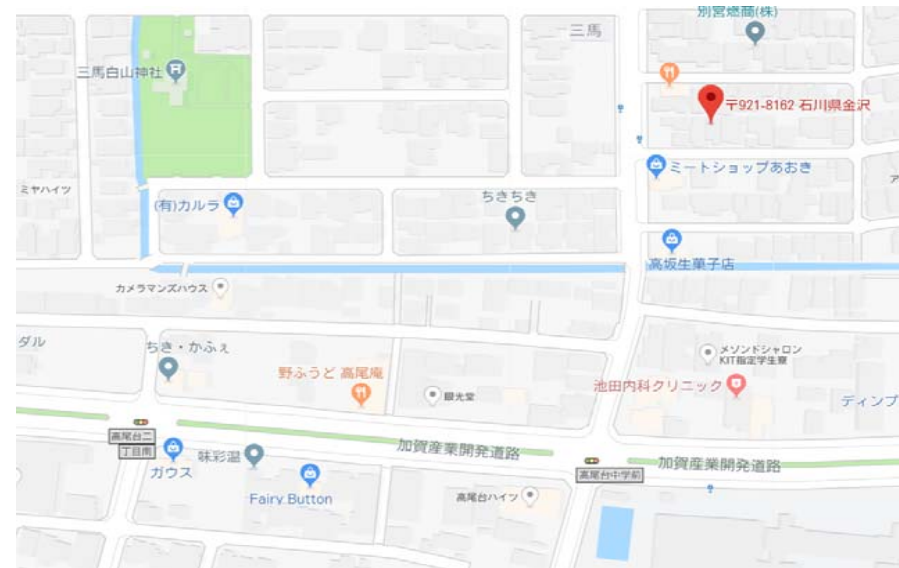 別宮燃商(株)
三馬
三馬白山神社
〒921-8162 石川県金沢
ミートショップあおき
ア
ミヤハイツ
(有)カルラ
ちきちき
高坂生菓子店
カメラマンズハウス
ダル
ちき・かふぇ
メゾンドシャロン
KIT指定学生寮
野ふうど 高尾庵
池田内科クリニック
眼光堂
ディンプ
高尾台二
丁目南
味彩温
加賀産業開発道路
加賀産業開発道路
ガウス
高尾台中学前
Fairy Button
高尾台ハイツ